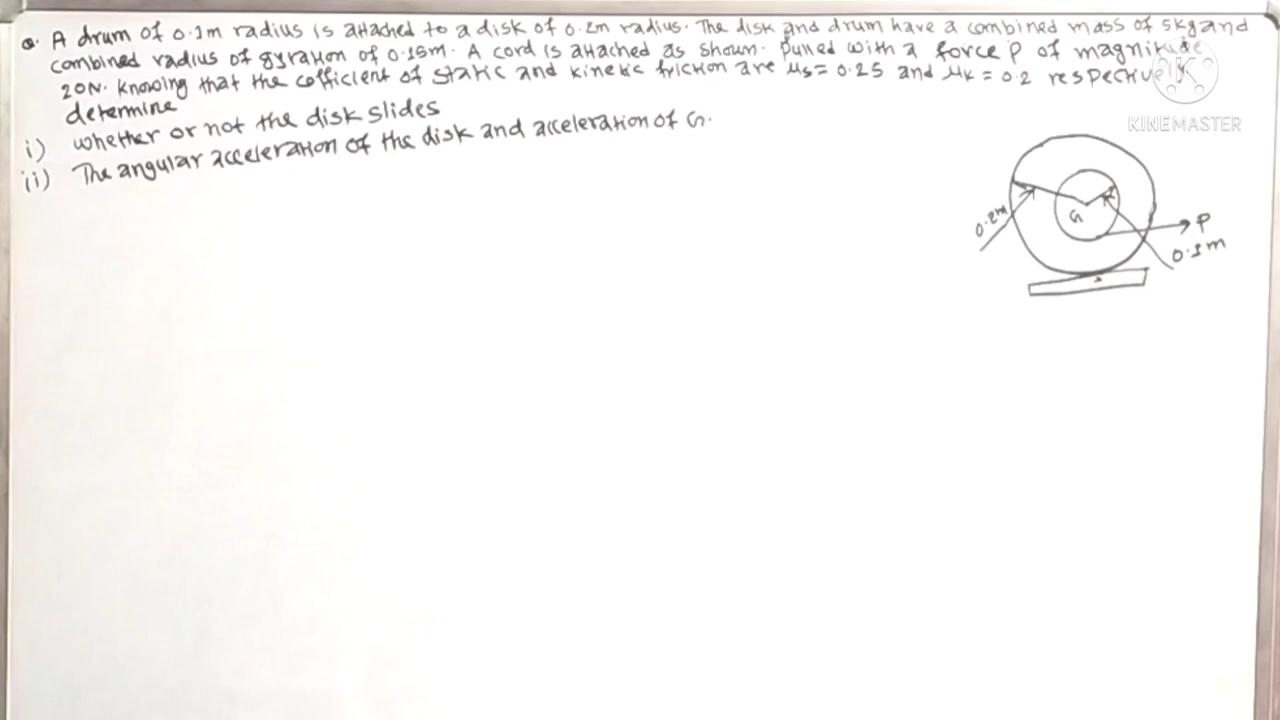 Q. A drum of 0.1m radius is attached to a disk of 0.2m radius. The disk and drum have a combined mass of 5kg and
combined radius of gyration of 0.15m. A cord is attached as shown. Pulled with a force P of magnitude
20N. knowing that the cofficient of static and kinetic friction are μs = 0.25 and μk = 0.2 respectively
determine
i) whether or not the disk slides
ii) The angular acceleration of the disk and acceleration of G.
KINEMASTER
0.2m
G
P
0.1m